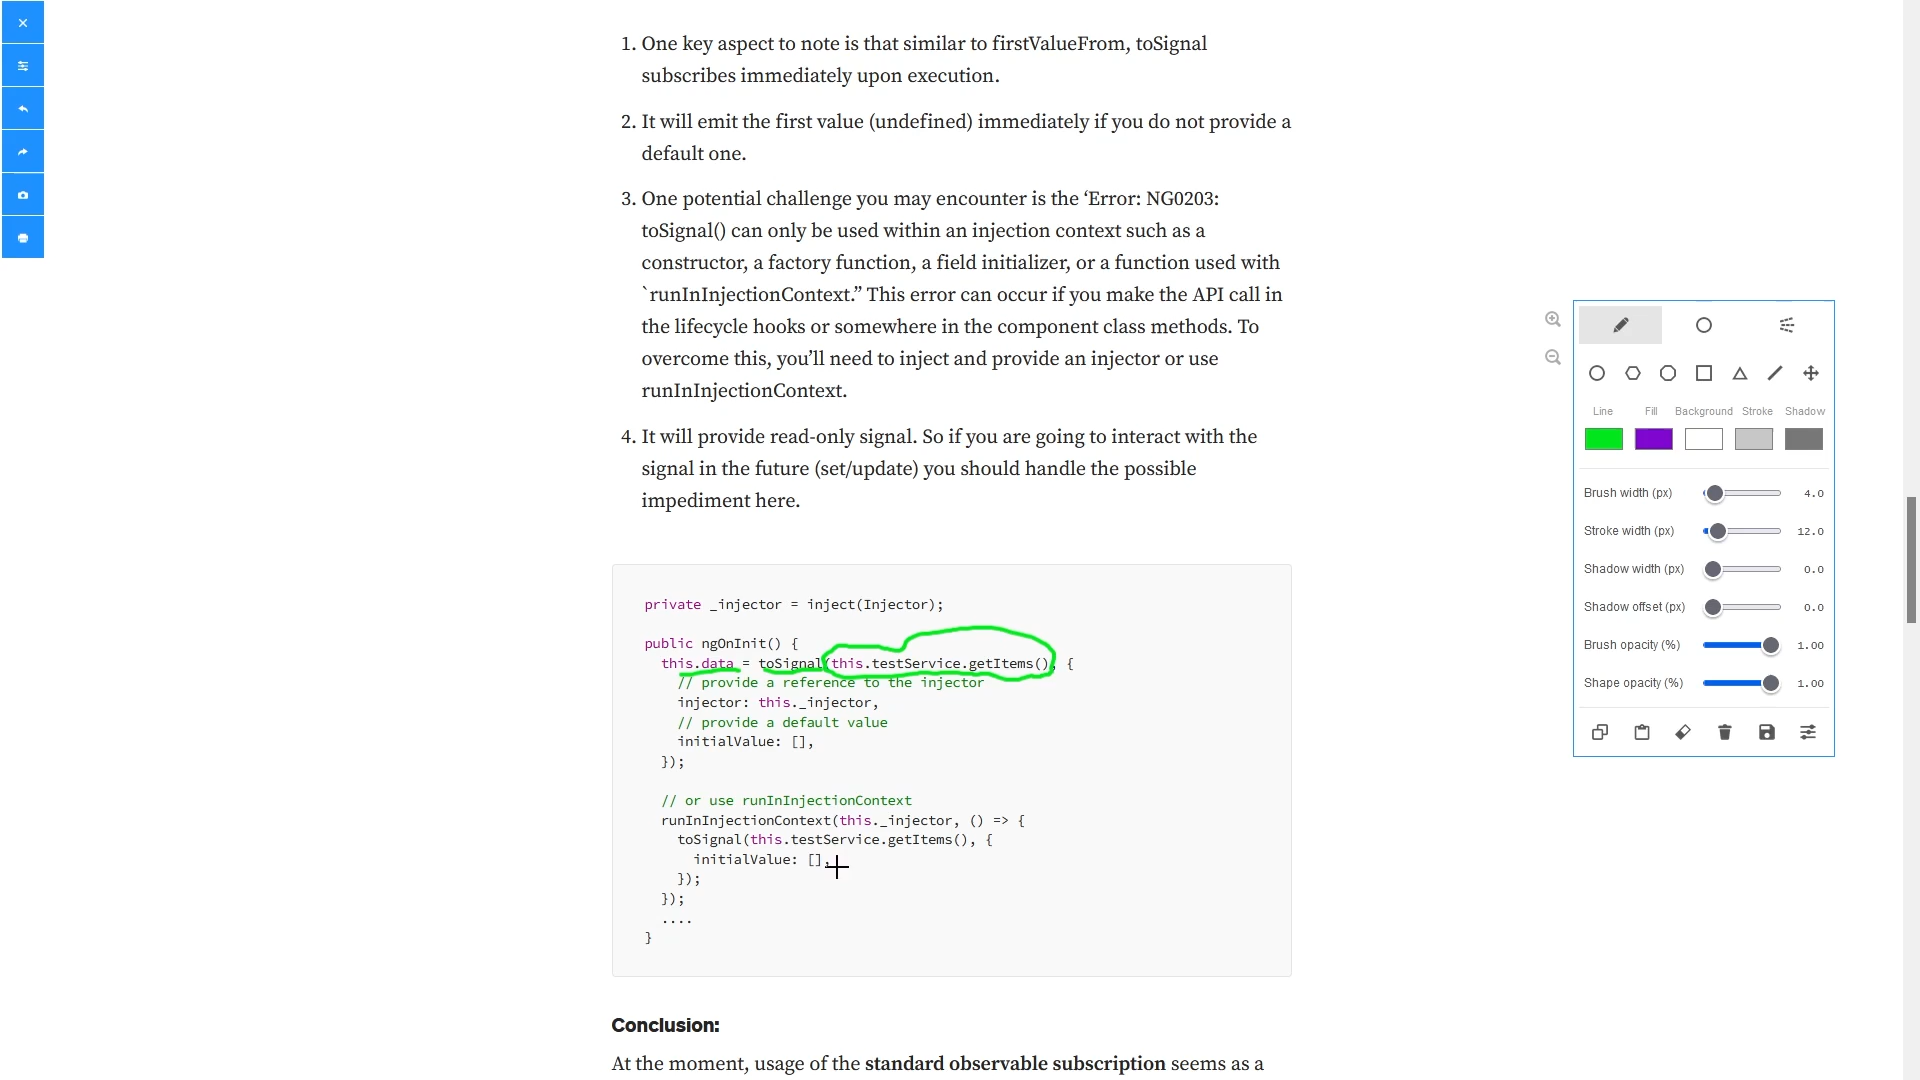 1. One key aspect to note is that similar to firstValueFrom, toSignal
subscribes immediately upon execution.
2. It will emit the first value (undefined) immediately if you do not provide a
default one.
3. One potential challenge you may encounter is the ‘Error: NG0203:
toSignal() can only be used within an injection context such as a
constructor, a factory function, a field initializer, or a function used with
`runInInjectionContext.” This error can occur if you make the API call in
the lifecycle hooks or somewhere in the component class methods. To
overcome this, you’ll need to inject and provide an injector or use
runInInjectionContext.
4. It will provide read-only signal. So if you are going to interact with the
signal in the future (set/update) you should handle the possible
impediment here.
private _injector = inject(Injector);
public ngOnInit() {
this.data = toSignal(this.testService.getItems(), {
// provide a reference to the injector
injector: this._injector,
// provide a default value
initialValue: [],
});
// or use runInInjectionContext
runInInjectionContext(this._injector, () => {
toSignal(this.testService.getItems(), {
initialValue: [],
});
});
....
}
Conclusion:
At the moment, usage of the standard observable subscription seems as a
Line Fill Background Stroke Shadow
Brush width (px) 4.0
Stroke width (px) 12.0
Shadow width (px) 0.0
Shadow offset (px) 0.0
Brush opacity (%) 1.00
Shape opacity (%) 1.00